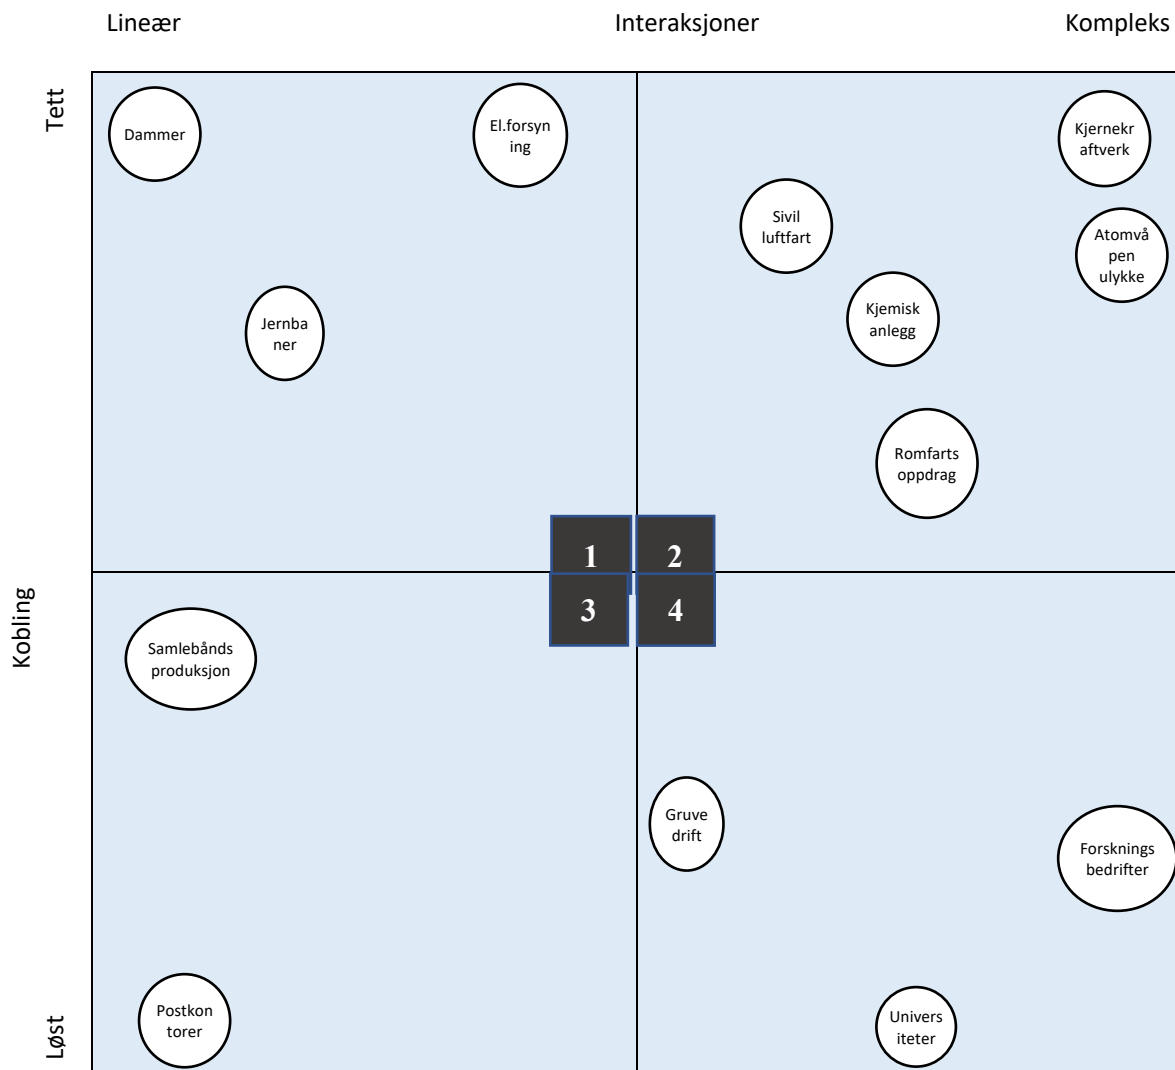 Lineær
Interaksjoner
Kompleks
Tett
Dammer
El.forsyn
ing
Kjernekr
aftverk
Sivil
luftfart
Atomvå
pen
ulykke
Jernba
ner
Kjemisk
anlegg
Romfarts
oppdrag
1
2
3
4
Kobling
Samlebånds
produksjon
Gruve
drift
Forsknings
bedrifter
Løst
Postkon
torer
Univers
iteter